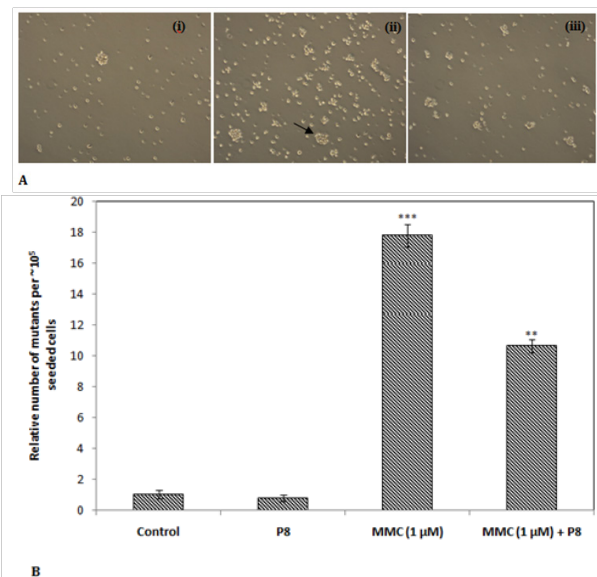 (i) (ii) (iii)
A
20
18
16
14
12
10
8
6
4
2
0
Relative number of mutants per ~10⁵
seeded cells
***
**
Control P8 MMC (1 µM) MMC (1 µM) + P8
B